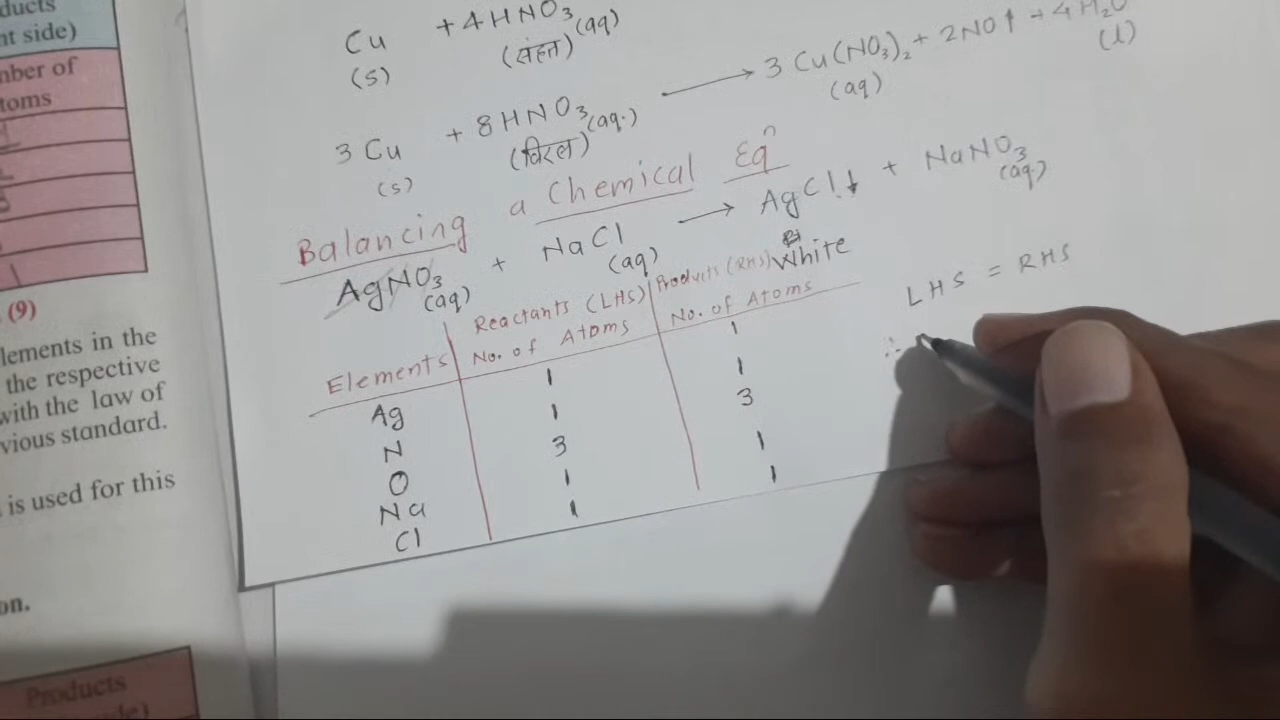 ducts
nt side)
mber of
toms
(9)
lements in the
the respective
with the law of
vious standard.
is used for this
on.
Products
Cu + 4HNO₃ (aq)
(s) (संहत)
3 Cu + 8HNO₃ (aq.) ⟶ 3 Cu(NO₃)₂ + 2NO↑ + 4H₂O
(s) (विरल) (aq) (l)
Balancing a Chemical Eqⁿ
AgNO₃ + NaCl ⟶ AgCl↓ + NaNO₃
(aq) (aq) White (aq.)
Elements Reactants (LHS) Products (RHS)
No. of Atoms No. of Atoms
Ag 1 1
N 1 1
O 3 3
Na 1 1
Cl 1 1
LHS = RHS
∴